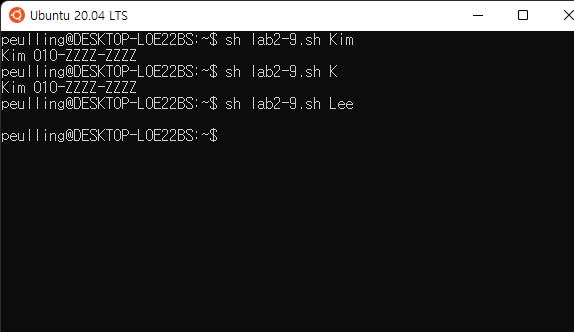 Ubuntu 20.04 LTS
peulling@DESKTOP-LOE22BS:~$ sh lab2-9.sh Kim
Kim 010-ZZZZ-ZZZZ
peulling@DESKTOP-LOE22BS:~$ sh lab2-9.sh K
Kim 010-ZZZZ-ZZZZ
peulling@DESKTOP-LOE22BS:~$ sh lab2-9.sh Lee
peulling@DESKTOP-LOE22BS:~$